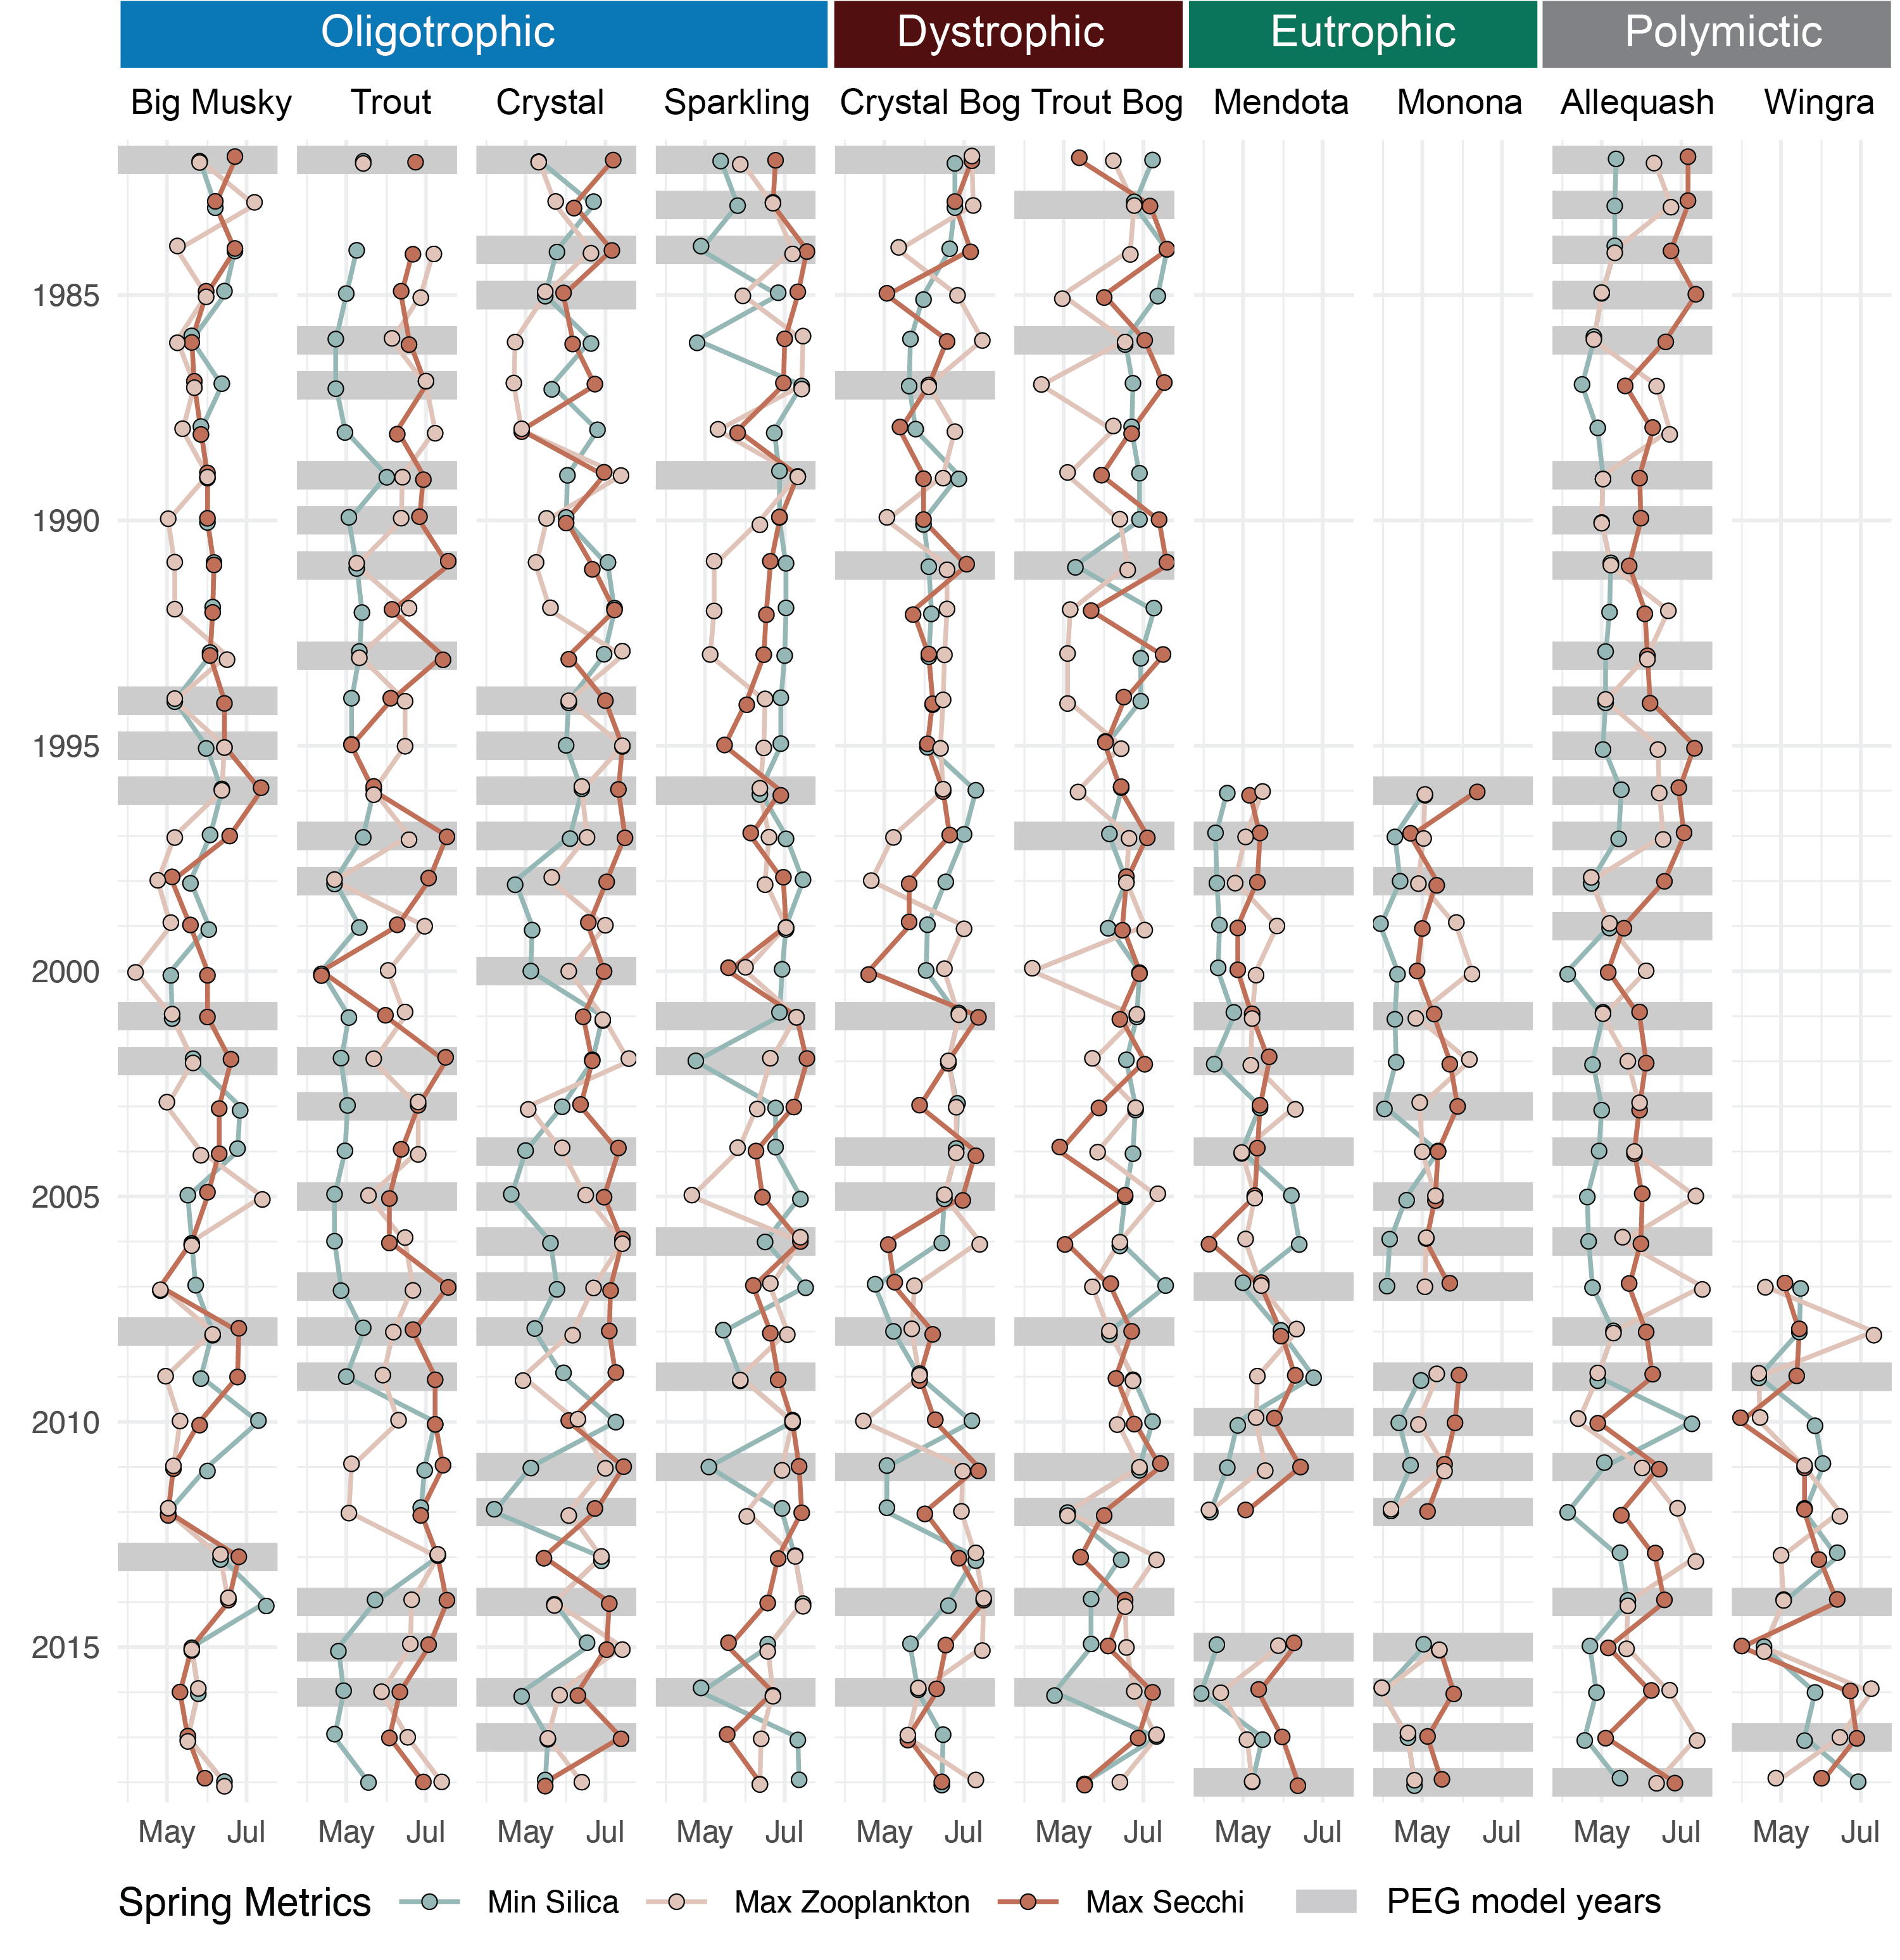 Oligotrophic Dystrophic Eutrophic Polymictic
Big Musky Trout Crystal Sparkling Crystal Bog Trout Bog Mendota Monona Allequash Wingra
1985
1990
1995
2000
2005
2010
2015
May Jul May Jul May Jul May Jul May Jul May Jul May Jul May Jul May Jul May Jul
Spring Metrics Min Silica Max Zooplankton Max Secchi PEG model years